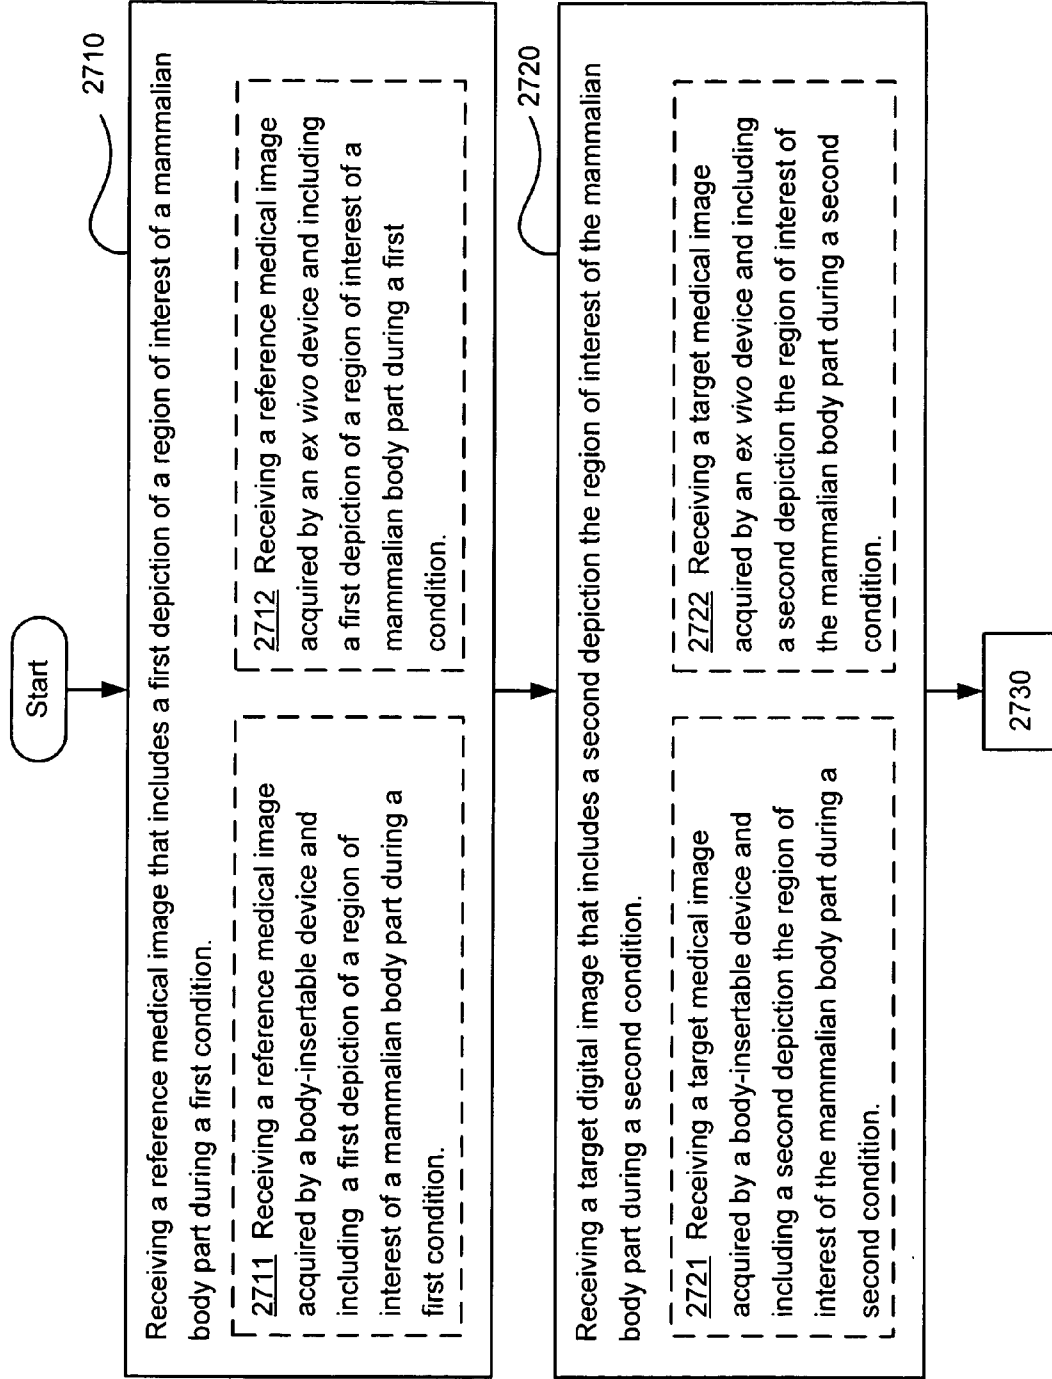 Start
2710
Receiving a reference medical image that includes a first depiction of a region of interest of a mammalian
body part during a first condition.
2711 Receiving a reference medical image
acquired by a body-insertable device and
including a first depiction of a region of
interest of a mammalian body part during a
first condition.
2712 Receiving a reference medical image
acquired by an ex vivo device and including
a first depiction of a region of interest of a
mammalian body part during a first
condition.
2720
Receiving a target digital image that includes a second depiction the region of interest of the mammalian
body part during a second condition.
2721 Receiving a target medical image
acquired by a body-insertable device and
including a second depiction the region of
interest of the mammalian body part during a
second condition.
2722 Receiving a target medical image
acquired by an ex vivo device and including
a second depiction the region of interest of
the mammalian body part during a second
condition.
2730